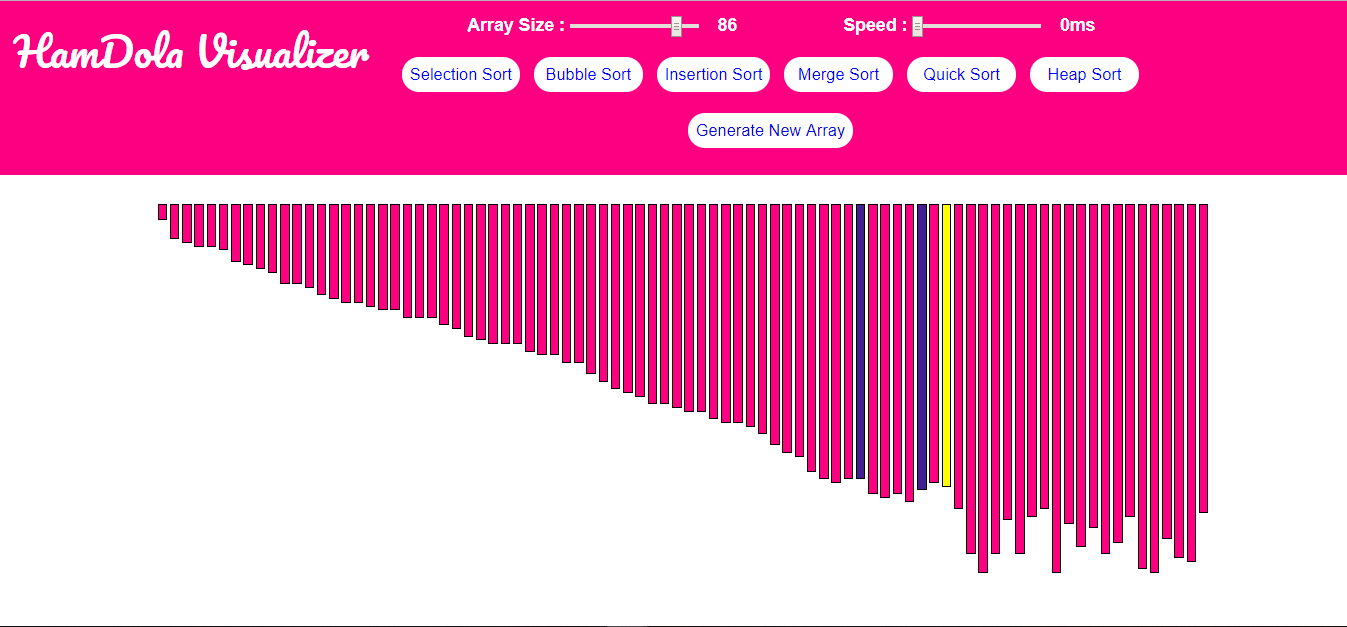 HamDola Visualizer
Array Size : 86 Speed : 0ms
Selection Sort Bubble Sort Insertion Sort Merge Sort Quick Sort Heap Sort
Generate New Array